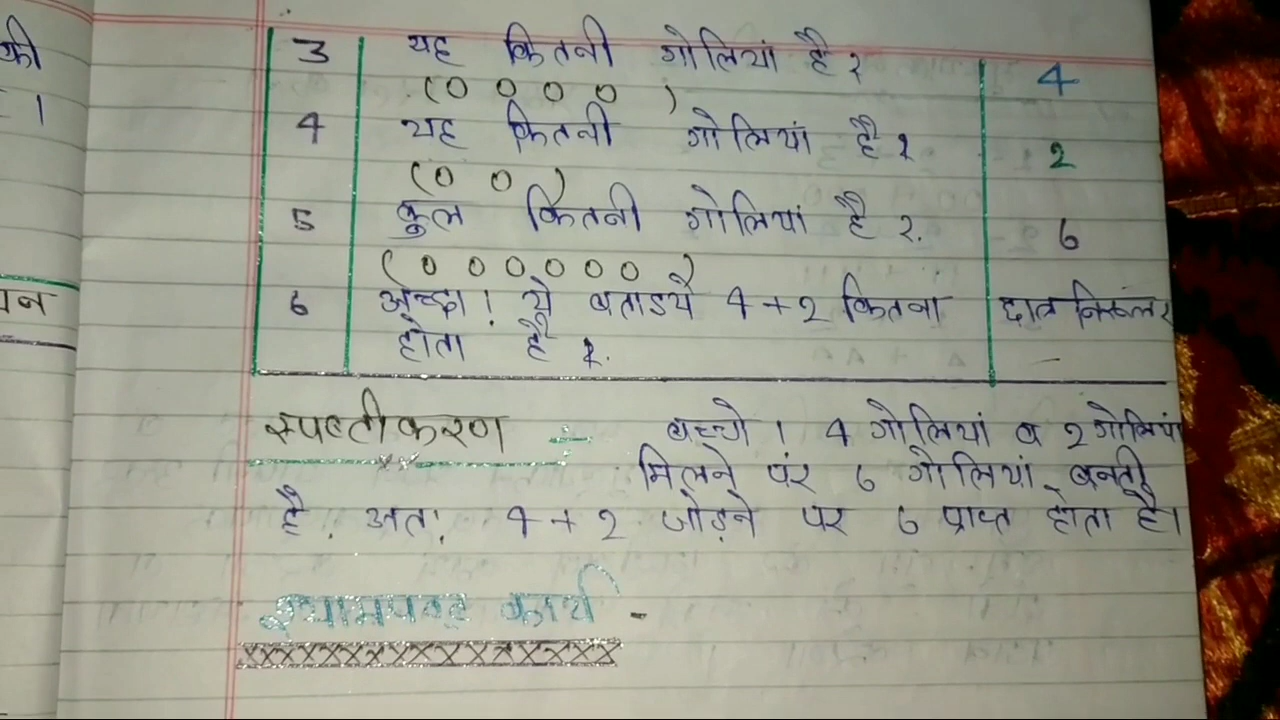 की
3 यह कितनी गोलियां है ? 4
(0 0 0 0 )
।
4 यह कितनी गोलियां है ? 2
(0 0 )
5 कुल कितनी गोलियां है ?. 6
(0 0 0 0 0 0 )
6 अच्छा ! ये बताइयै 4 + 2 कितना छात्र निरूत्तर
होता है ?. —
स्पष्टीकरण :- बच्चो । 4 गोलियां व 2 गोलियां
मिलने पर 6 गोलियां बनती
है. अतः 4 + 2 जोड़ने पर 6 प्राप्त होता है।
श्यामपट्ट कार्य -